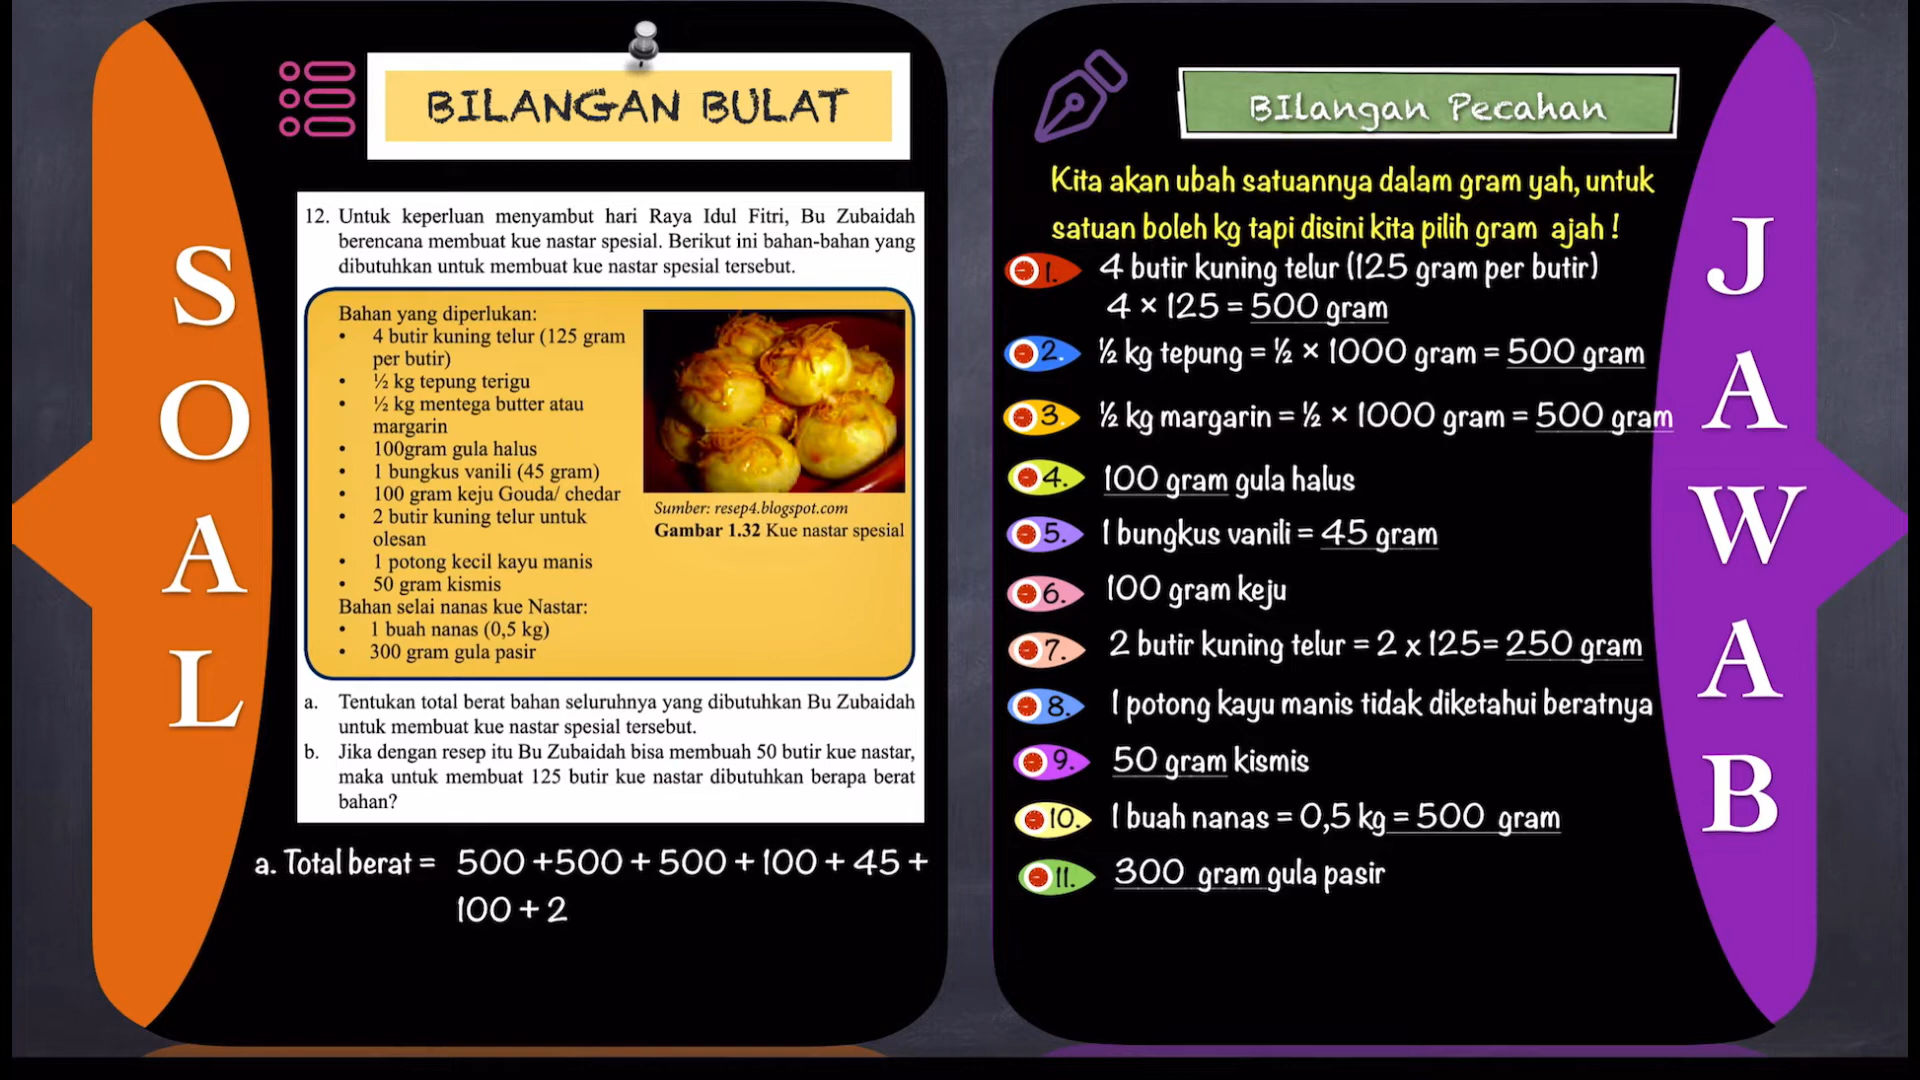 S
O
A
L
BILANGAN BULAT
12. Untuk keperluan menyambut hari Raya Idul Fitri, Bu Zubaidah
berencana membuat kue nastar spesial. Berikut ini bahan-bahan yang
dibutuhkan untuk membuat kue nastar spesial tersebut.
Bahan yang diperlukan:
• 4 butir kuning telur (125 gram
per butir)
• ½ kg tepung terigu
• ½ kg mentega butter atau
margarin
• 100gram gula halus
• 1 bungkus vanili (45 gram)
• 100 gram keju Gouda/ chedar
• 2 butir kuning telur untuk
olesan
• 1 potong kecil kayu manis
• 50 gram kismis
Bahan selai nanas kue Nastar:
• 1 buah nanas (0,5 kg)
• 300 gram gula pasir
Sumber: resep4.blogspot.com
Gambar 1.32 Kue nastar spesial
a. Tentukan total berat bahan seluruhnya yang dibutuhkan Bu Zubaidah
untuk membuat kue nastar spesial tersebut.
b. Jika dengan resep itu Bu Zubaidah bisa membuah 50 butir kue nastar,
maka untuk membuat 125 butir kue nastar dibutuhkan berapa berat
bahan?
a. Total berat = 500 +500 + 500 + 100 + 45 +
100 + 2
BIlangan Pecahan
Kita akan ubah satuannya dalam gram yah, untuk
satuan boleh kg tapi disini kita pilih gram ajah !
1. 4 butir kuning telur (125 gram per butir)
4 × 125 = 500 gram
2. ½ kg tepung = ½ × 1000 gram = 500 gram
3. ½ kg margarin = ½ × 1000 gram = 500 gram
4. 100 gram gula halus
5. 1 bungkus vanili = 45 gram
6. 100 gram keju
7. 2 butir kuning telur = 2 x 125= 250 gram
8. 1 potong kayu manis tidak diketahui beratnya
9. 50 gram kismis
10. 1 buah nanas = 0,5 kg = 500 gram
11. 300 gram gula pasir
J
A
W
A
B